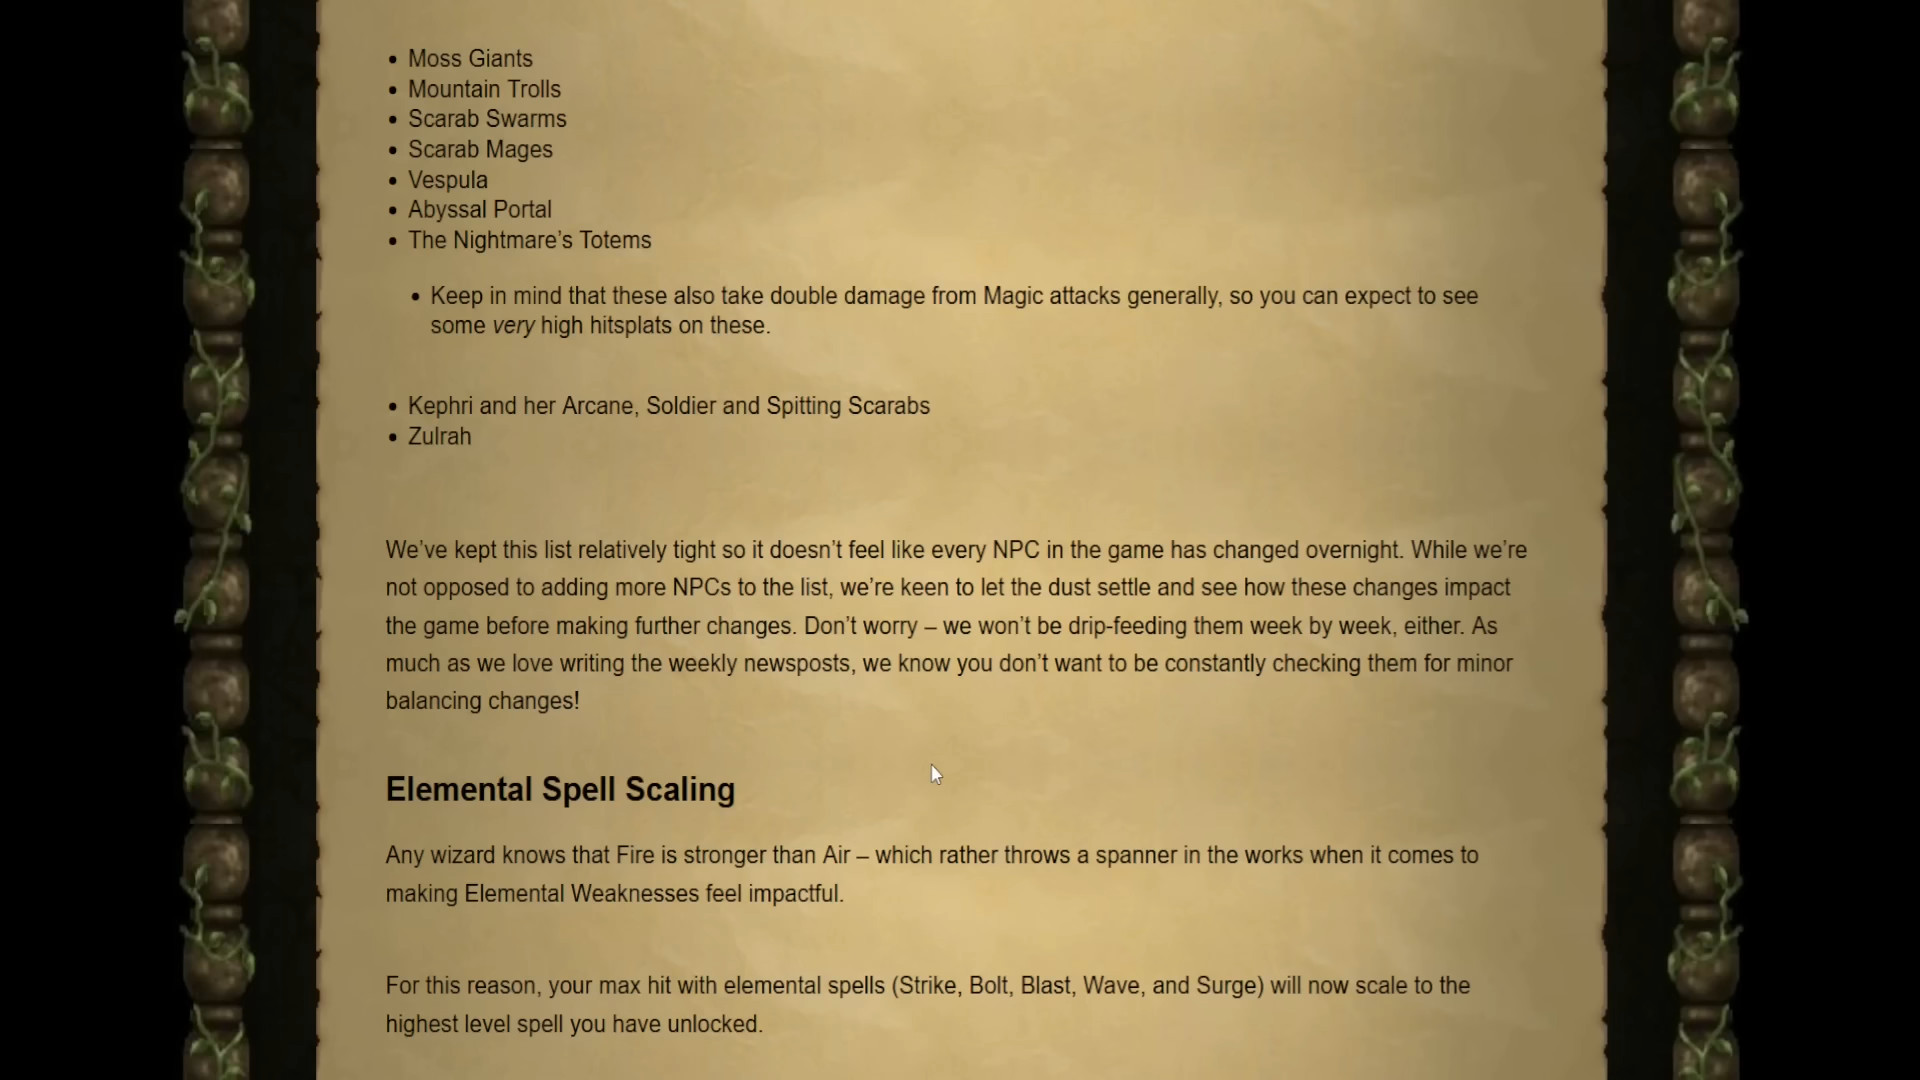 • Moss Giants
• Mountain Trolls
• Scarab Swarms
• Scarab Mages
• Vespula
• Abyssal Portal
• The Nightmare’s Totems
• Keep in mind that these also take double damage from Magic attacks generally, so you can expect to see
some very high hitsplats on these.
• Kephri and her Arcane, Soldier and Spitting Scarabs
• Zulrah
We’ve kept this list relatively tight so it doesn’t feel like every NPC in the game has changed overnight. While we’re
not opposed to adding more NPCs to the list, we’re keen to let the dust settle and see how these changes impact
the game before making further changes. Don’t worry – we won’t be drip-feeding them week by week, either. As
much as we love writing the weekly newsposts, we know you don’t want to be constantly checking them for minor
balancing changes!
Elemental Spell Scaling
Any wizard knows that Fire is stronger than Air – which rather throws a spanner in the works when it comes to
making Elemental Weaknesses feel impactful.
For this reason, your max hit with elemental spells (Strike, Bolt, Blast, Wave, and Surge) will now scale to the
highest level spell you have unlocked.